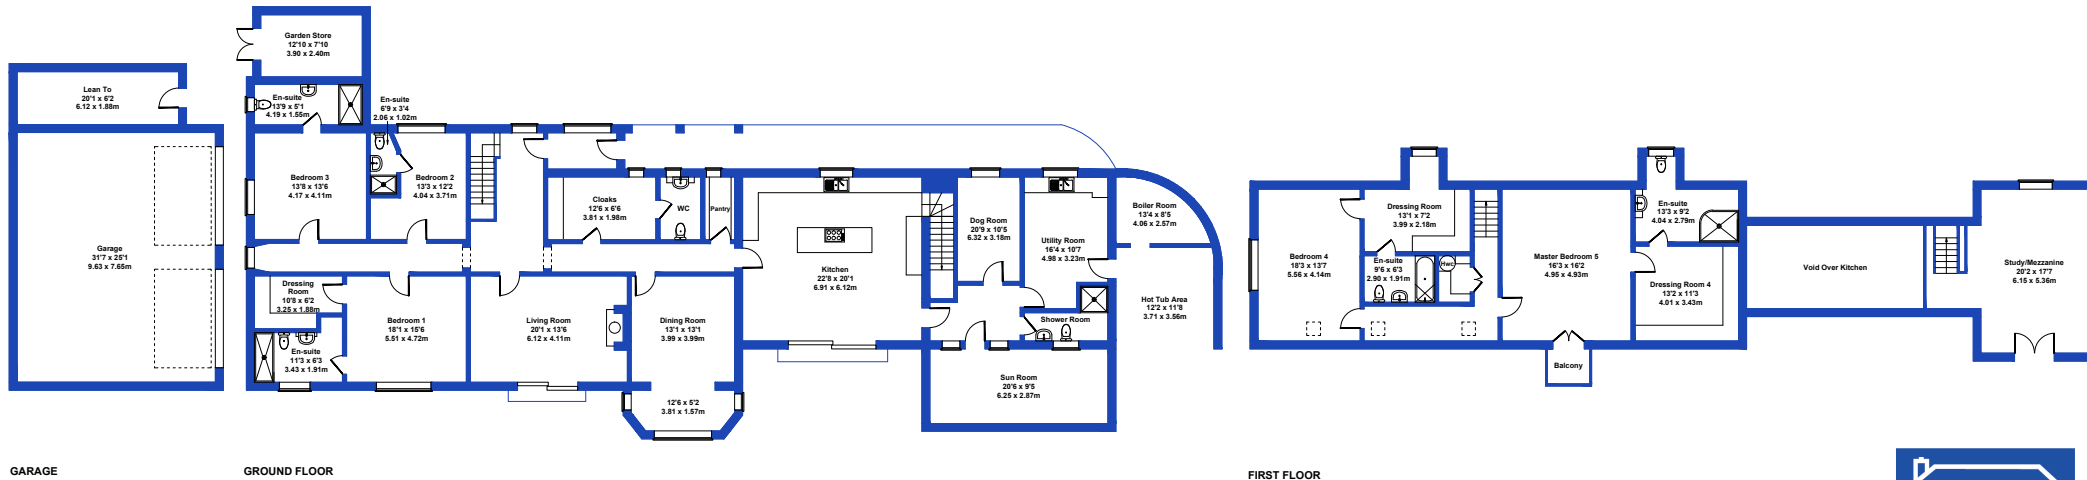 Garden Store
12'10 x 7'10
3.90 x 2.40m
Lean To
20'1 x 6'2
6.12 x 1.88m
En-suite
13'9 x 5'1
4.19 x 1.55m
En-suite
6'9 x 3'4
2.06 x 1.02m
Bedroom 3
13'8 x 13'6
4.17 x 4.11m
Bedroom 2
13'3 x 12'2
4.04 x 3.71m
Cloaks
12'6 x 6'6
3.81 x 1.98m
WC
Pantry
Dog Room
20'9 x 10'5
6.32 x 3.18m
Utility Room
16'4 x 10'7
4.98 x 3.23m
Boiler Room
13'4 x 8'5
4.06 x 2.57m
Garage
31'7 x 25'1
9.63 x 7.65m
Kitchen
22'8 x 20'1
6.91 x 6.12m
Dressing
Room
10'8 x 6'2
3.25 x 1.88m
Bedroom 1
18'1 x 15'6
5.51 x 4.72m
Living Room
20'1 x 13'6
6.12 x 4.11m
Dining Room
13'1 x 13'1
3.99 x 3.99m
Shower Room
Hot Tub Area
12'2 x 11'8
3.71 x 3.56m
En-suite
11'3 x 6'3
3.43 x 1.91m
12'6 x 5'2
3.81 x 1.57m
Sun Room
20'6 x 9'5
6.25 x 2.87m
Dressing Room
13'1 x 7'2
3.99 x 2.18m
En-suite
13'3 x 9'2
4.04 x 2.79m
Bedroom 4
18'3 x 13'7
5.56 x 4.14m
En-suite
9'6 x 6'3
2.90 x 1.91m
Hwc
Master Bedroom 5
16'3 x 16'2
4.95 x 4.93m
Dressing Room 4
13'2 x 11'3
4.01 x 3.43m
Void Over Kitchen
Study/Mezzanine
20'2 x 17'7
6.15 x 5.36m
Balcony
GARAGE
GROUND FLOOR
FIRST FLOOR